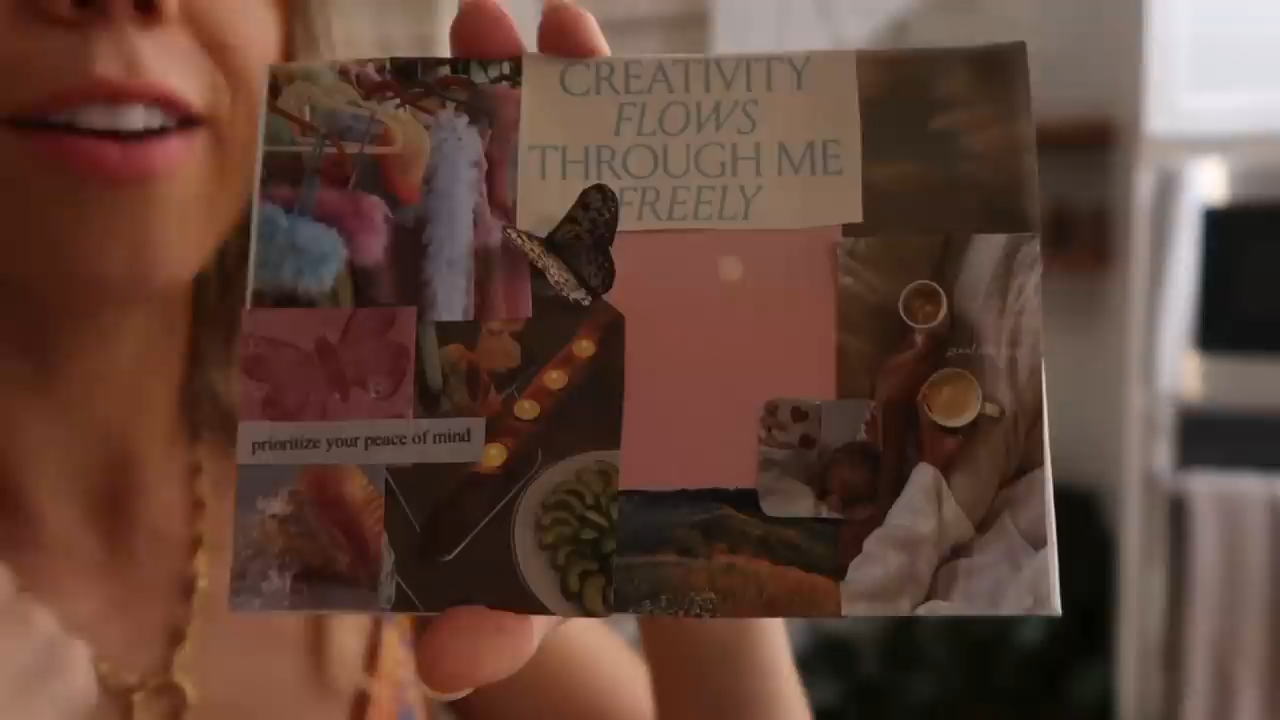 CREATIVITY
FLOWS
THROUGH ME
FREELY
prioritize your peace of mind